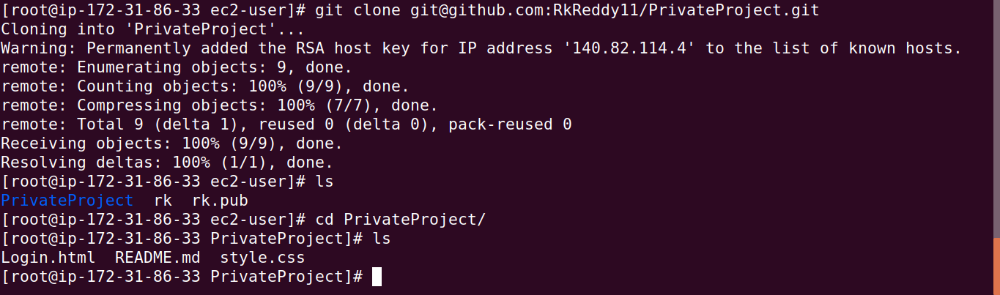 [root@ip-172-31-86-33 ec2-user]# git clone git@github.com:RkReddy11/PrivateProject.git
Cloning into 'PrivateProject'...
Warning: Permanently added the RSA host key for IP address '140.82.114.4' to the list of known hosts.
remote: Enumerating objects: 9, done.
remote: Counting objects: 100% (9/9), done.
remote: Compressing objects: 100% (7/7), done.
remote: Total 9 (delta 1), reused 0 (delta 0), pack-reused 0
Receiving objects: 100% (9/9), done.
Resolving deltas: 100% (1/1), done.
[root@ip-172-31-86-33 ec2-user]# ls
PrivateProject  rk  rk.pub
[root@ip-172-31-86-33 ec2-user]# cd PrivateProject/
[root@ip-172-31-86-33 PrivateProject]# ls
Login.html  README.md  style.css
[root@ip-172-31-86-33 PrivateProject]#